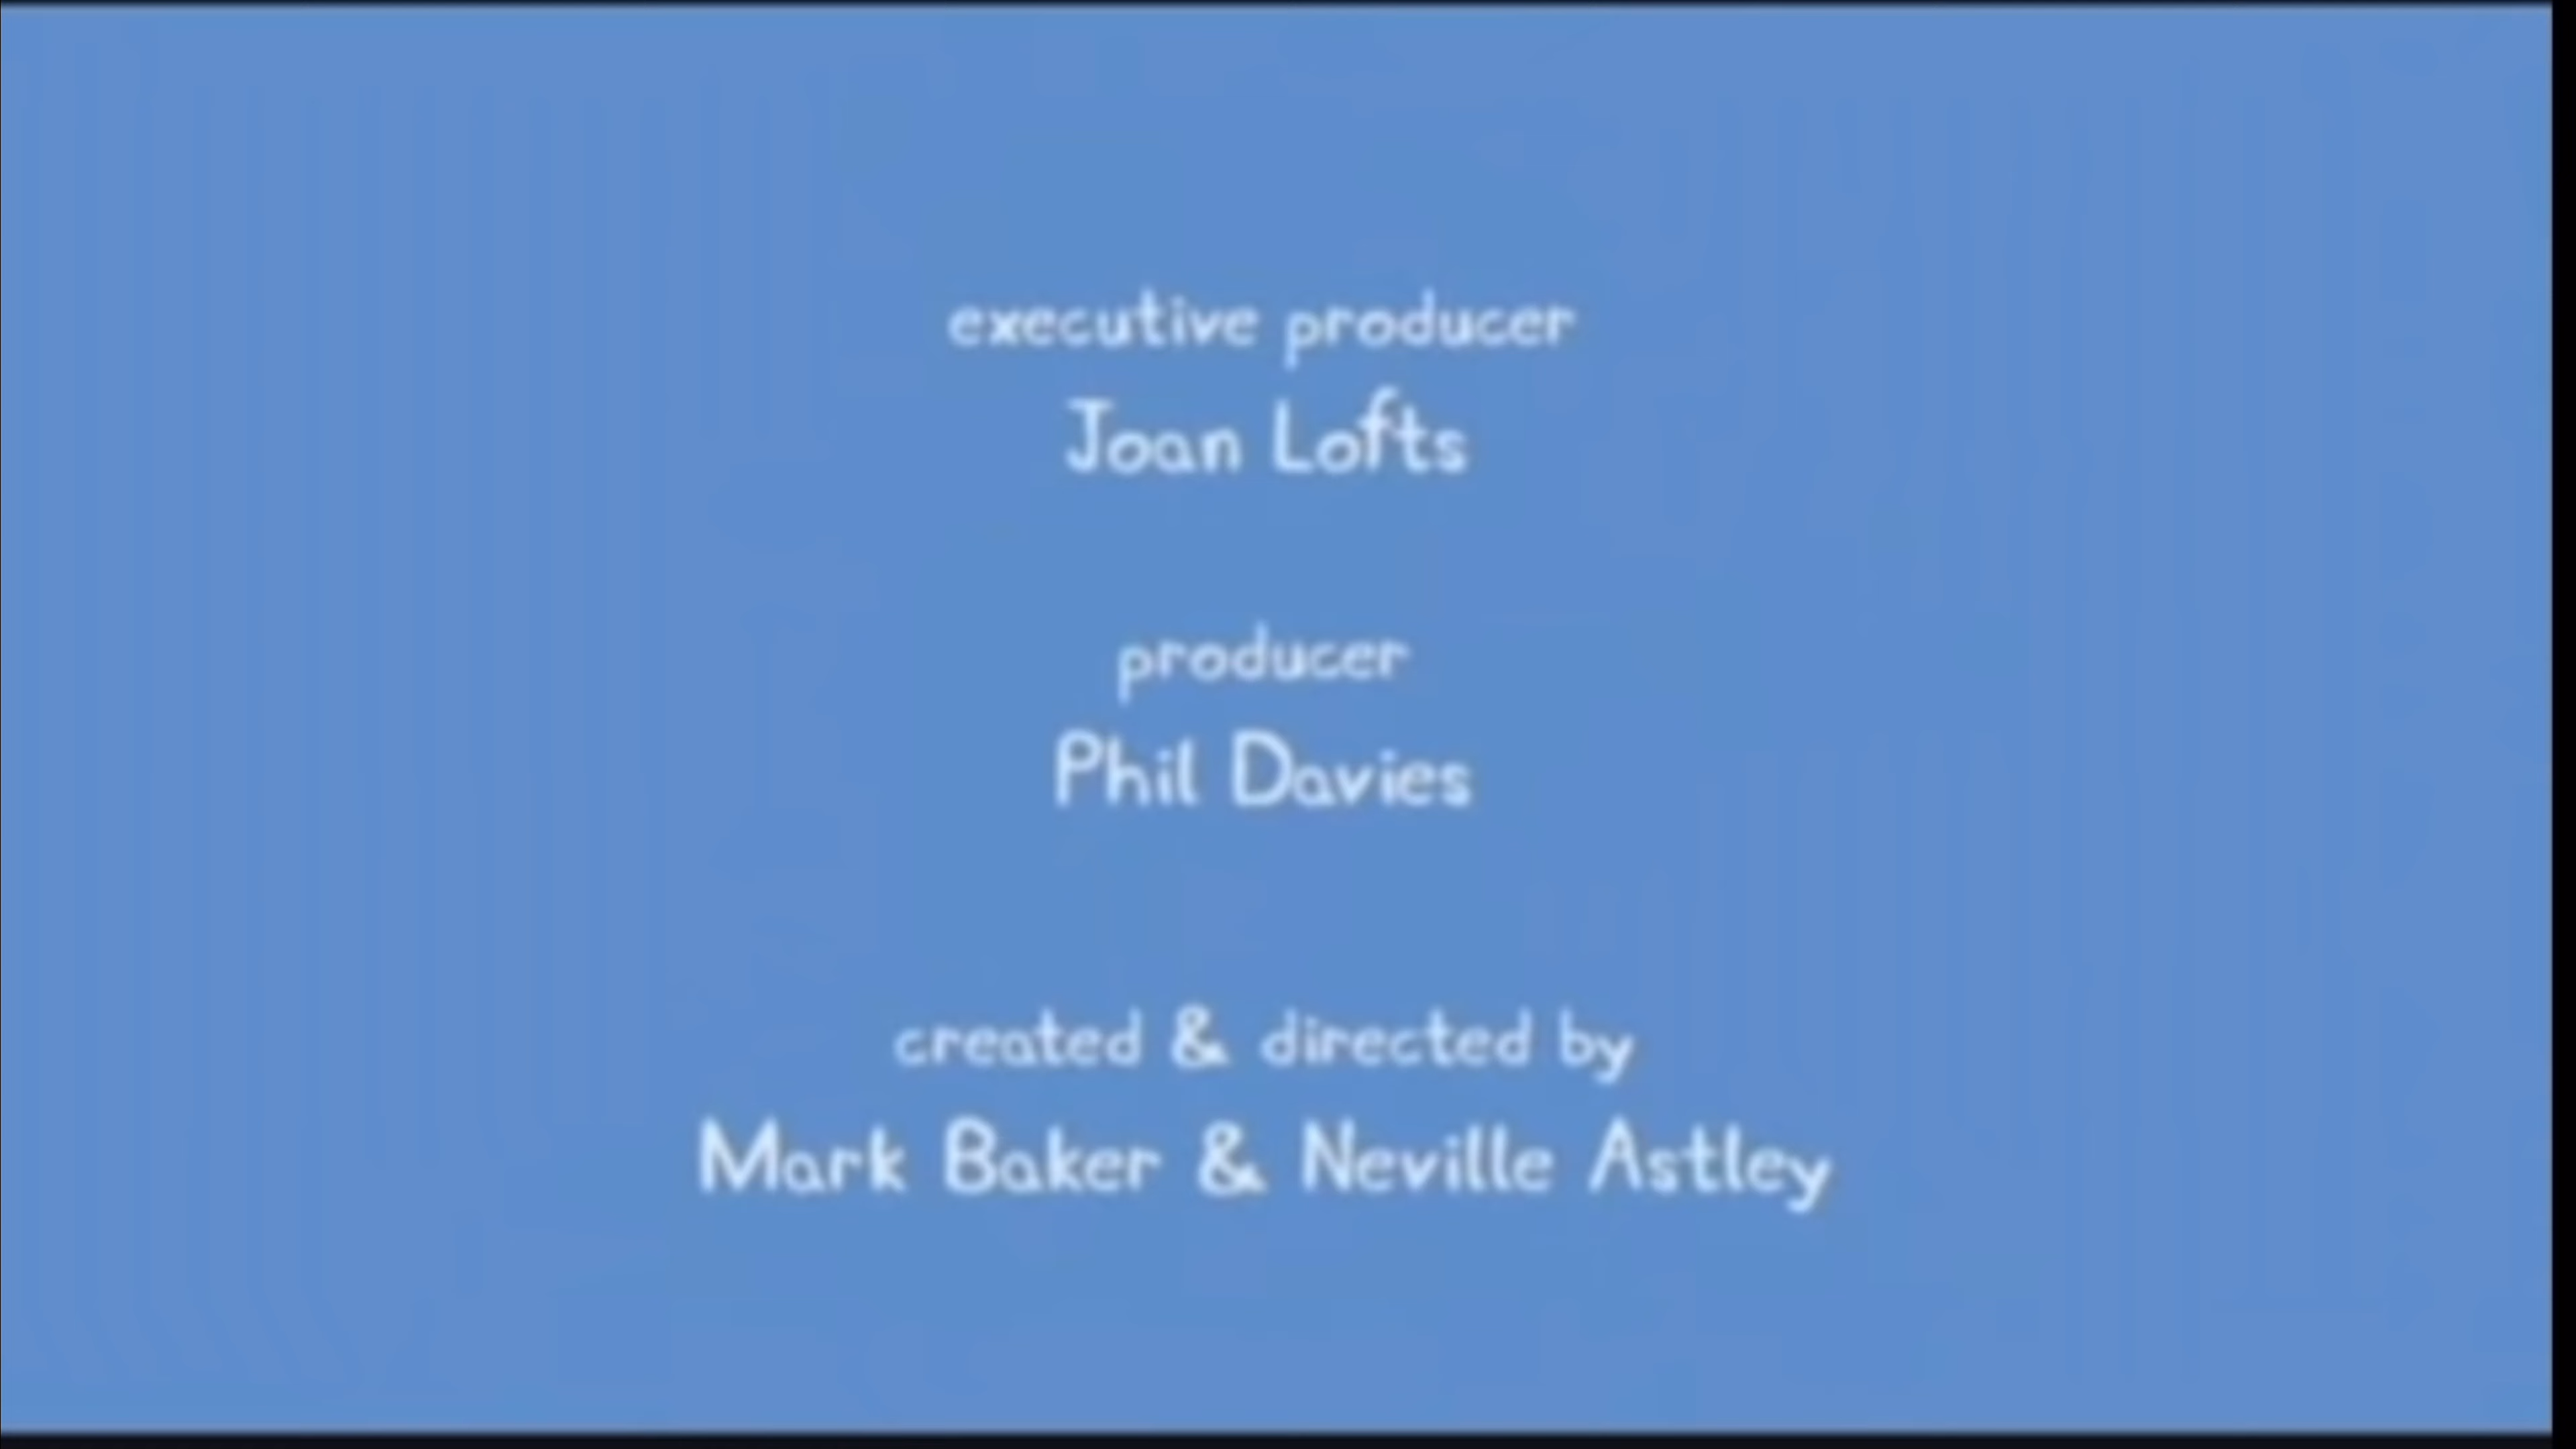 executive producer
Joan Lofts
producer
Phil Davies
created & directed by
Mark Baker & Neville Astley